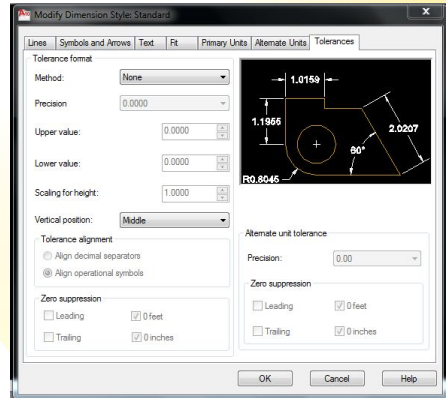 Modify Dimension Style: Standard
Lines Symbols and Arrows Text Fit Primary Units Alternate Units Tolerances
Tolerance format
Method: None
Precision 0.0000
Upper value: 0.0000
Lower value: 0.0000
Scaling for height: 1.0000
Vertical position: Middle
Tolerance alignment
Align decimal separators
Align operational symbols
Zero suppression
Leading 0 feet
Trailing 0 inches
1.0159
1.1955
2.0207
60°
R0.8045
Alternate unit tolerance
Precision: 0.00
Zero suppression
Leading 0 feet
Trailing 0 inches
OK Cancel Help